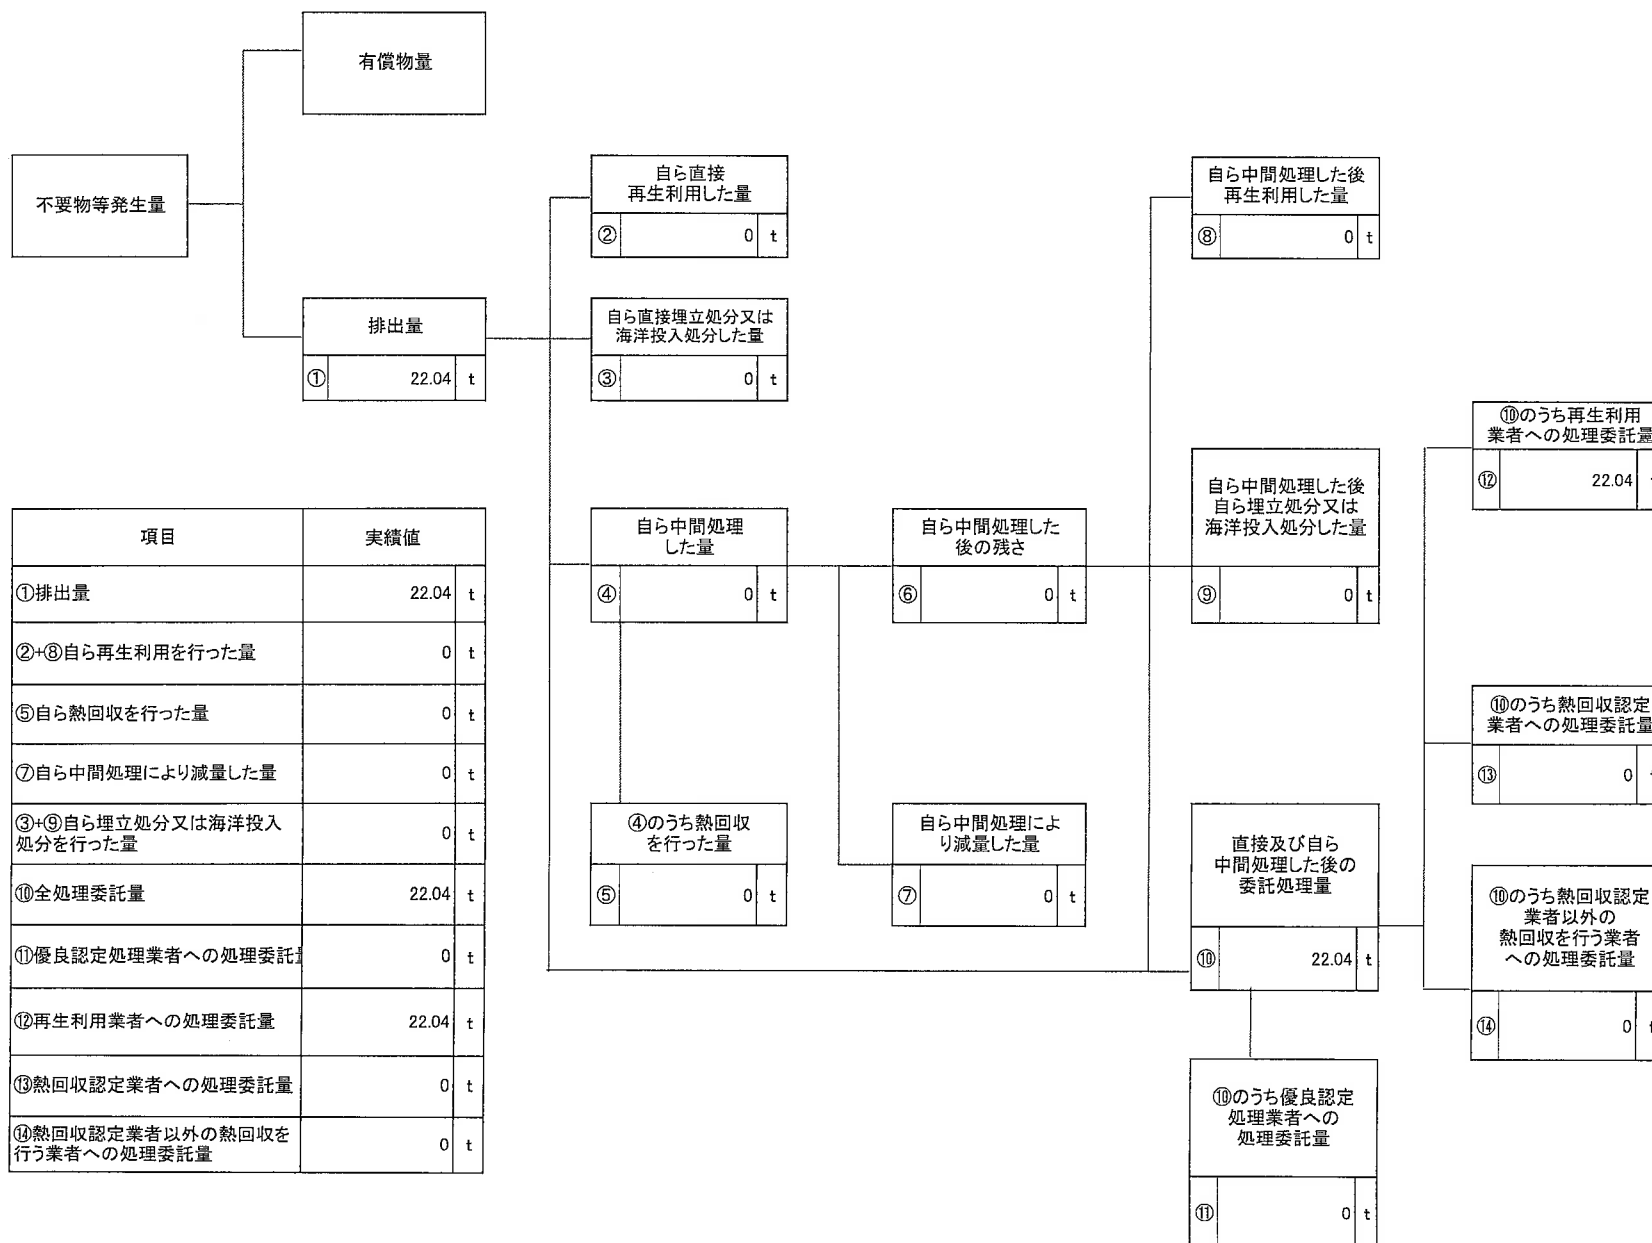 有償物量
不要物等発生量
排出量
① 22.04 t
自ら直接
再生利用した量
② 0 t
自ら直接埋立処分又は
海洋投入処分した量
③ 0 t
自ら中間処理
した量
④ 0 t
④のうち熱回収
を行った量
⑤ 0 t
自ら中間処理した
後の残さ
⑥ 0 t
自ら中間処理によ
り減量した量
⑦ 0 t
自ら中間処理した後
再生利用した量
⑧ 0 t
自ら中間処理した後
自ら埋立処分又は
海洋投入処分した量
⑨ 0 t
直接及び自ら
中間処理した後の
委託処理量
⑩ 22.04 t
⑩のうち優良認定
処理業者への
処理委託量
⑪ 0 t
⑩のうち再生利用
業者への処理委託量
⑫ 22.04
⑩のうち熱回収認定
業者への処理委託量
⑬ 0
⑩のうち熱回収認定
業者以外の
熱回収を行う業者
への処理委託量
⑭ 0
項目 実績値
①排出量 22.04 t
②+⑧自ら再生利用を行った量 0 t
⑤自ら熱回収を行った量 0 t
⑦自ら中間処理により減量した量 0 t
③+⑨自ら埋立処分又は海洋投入
処分を行った量 0 t
⑩全処理委託量 22.04 t
⑪優良認定処理業者への処理委託 0 t
⑫再生利用業者への処理委託量 22.04 t
⑬熱回収認定業者への処理委託量 0 t
⑭熱回収認定業者以外の熱回収を
行う業者への処理委託量 0 t